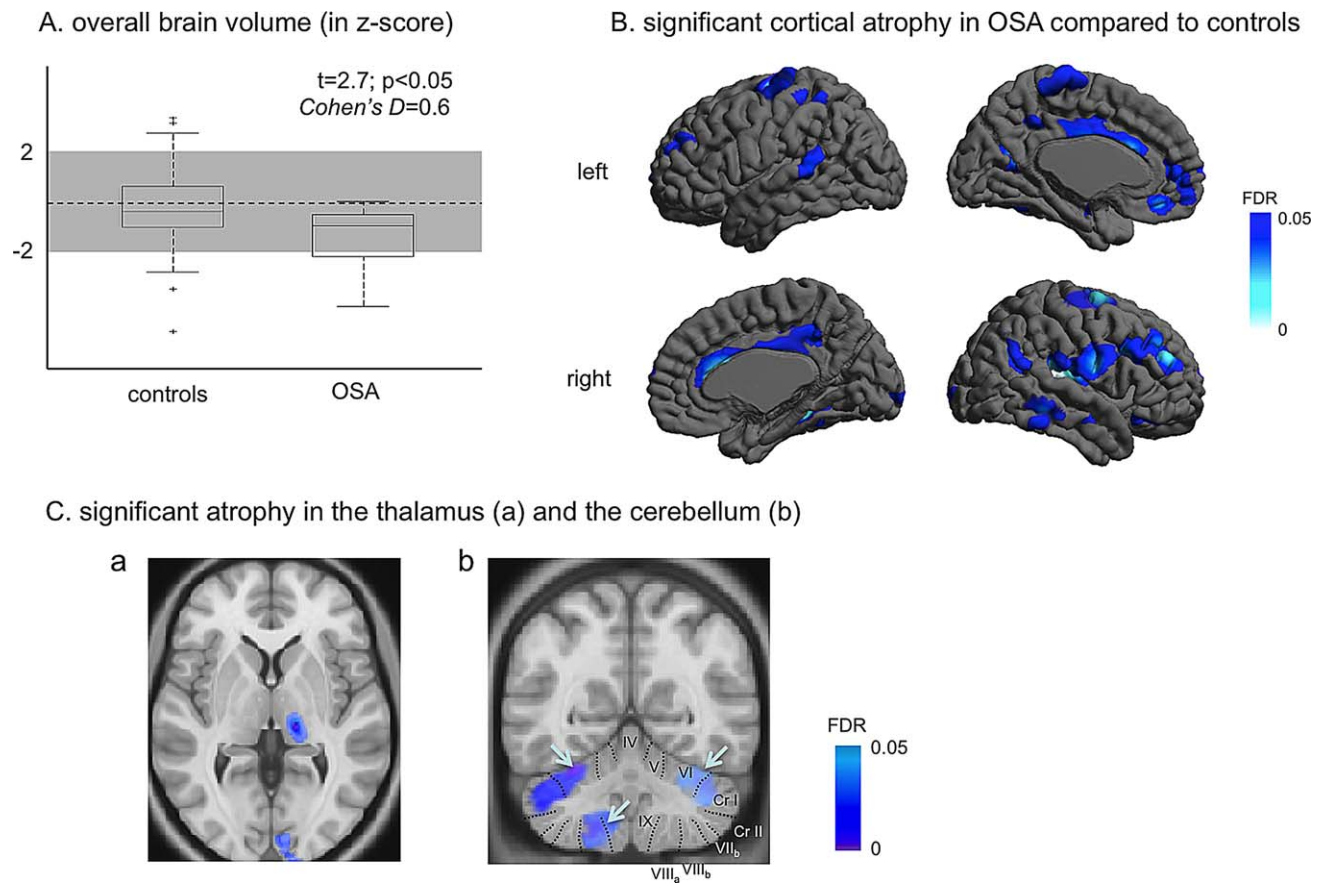 A. overall brain volume (in z-score)
t=2.7; p<0.05
Cohen's D=0.6
2
-2
controls
OSA
B. significant cortical atrophy in OSA compared to controls
left
right
FDR
0.05
0
C. significant atrophy in the thalamus (a) and the cerebellum (b)
a
b
IV
V
VI
Cr I
IX
Cr II
VIIb
VIIIa VIIIb
FDR
0.05
0